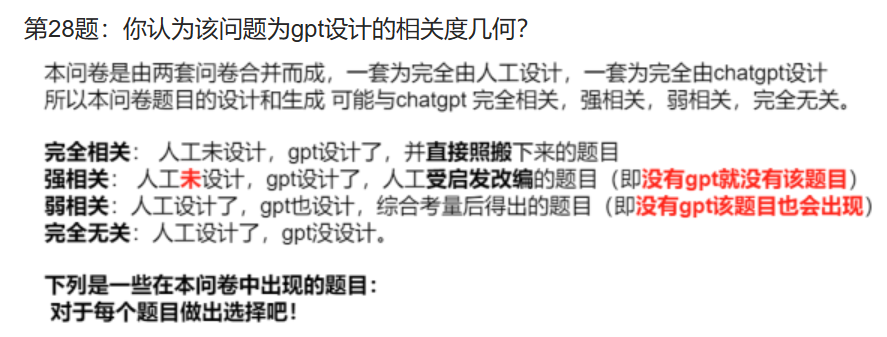 第28题：你认为该问题为gpt设计的相关度几何？
本问卷是由两套问卷合并而成，一套为完全由人工设计，一套为完全由chatgpt设计
所以本问卷题目的设计和生成 可能与chatgpt 完全相关，强相关，弱相关，完全无关。
完全相关： 人工未设计，gpt设计了，并直接照搬下来的题目
强相关： 人工未设计，gpt设计了，人工受启发改编的题目（即没有gpt就没有该题目）
弱相关：人工设计了，gpt也设计，综合考量后得出的题目（即没有gpt该题目也会出现）
完全无关：人工设计了，gpt没设计。
下列是一些在本问卷中出现的题目：
对于每个题目做出选择吧！